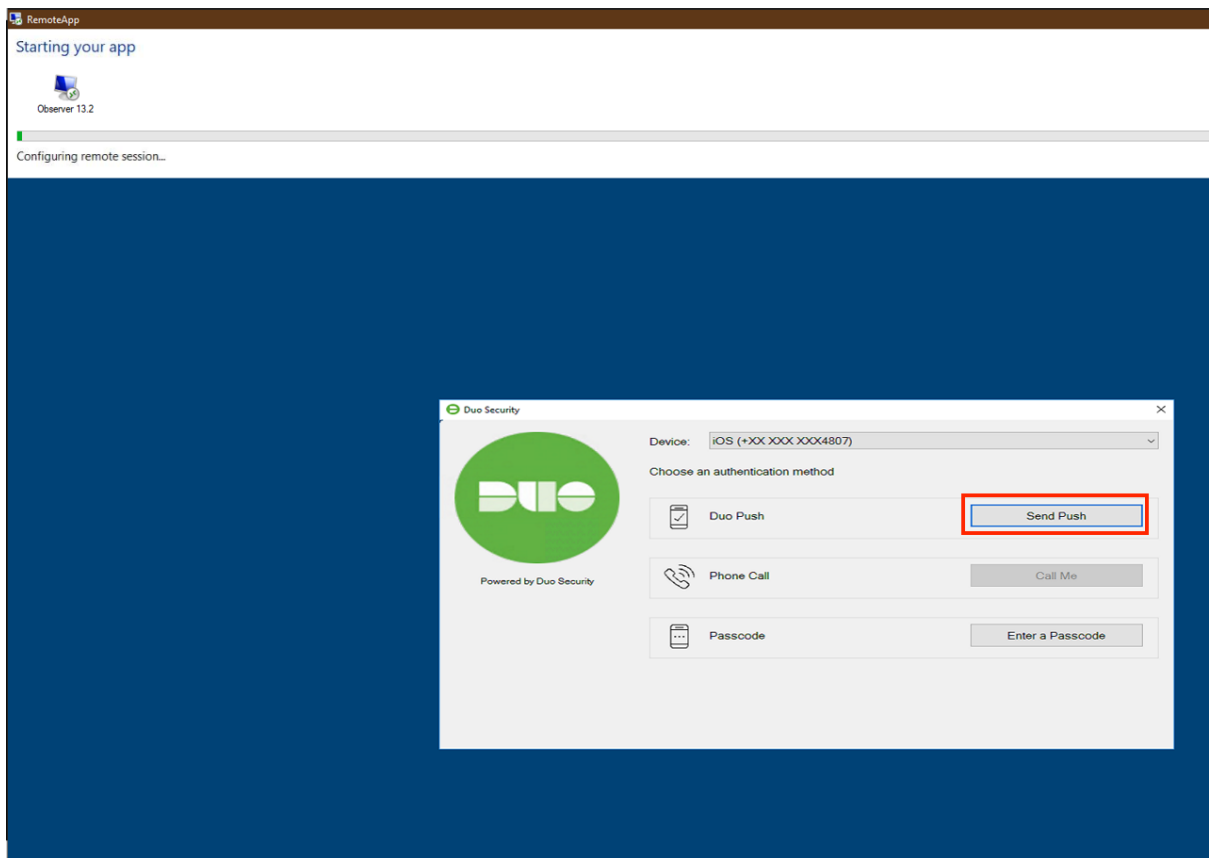 RemoteApp
Starting your app
Observer 13.2
Configuring remote session...
Duo Security
Device: iOS (+XX XXX XXX4807)
Choose an authentication method
DUO
Duo Push Send Push
Powered by Duo Security
Phone Call Call Me
Passcode Enter a Passcode